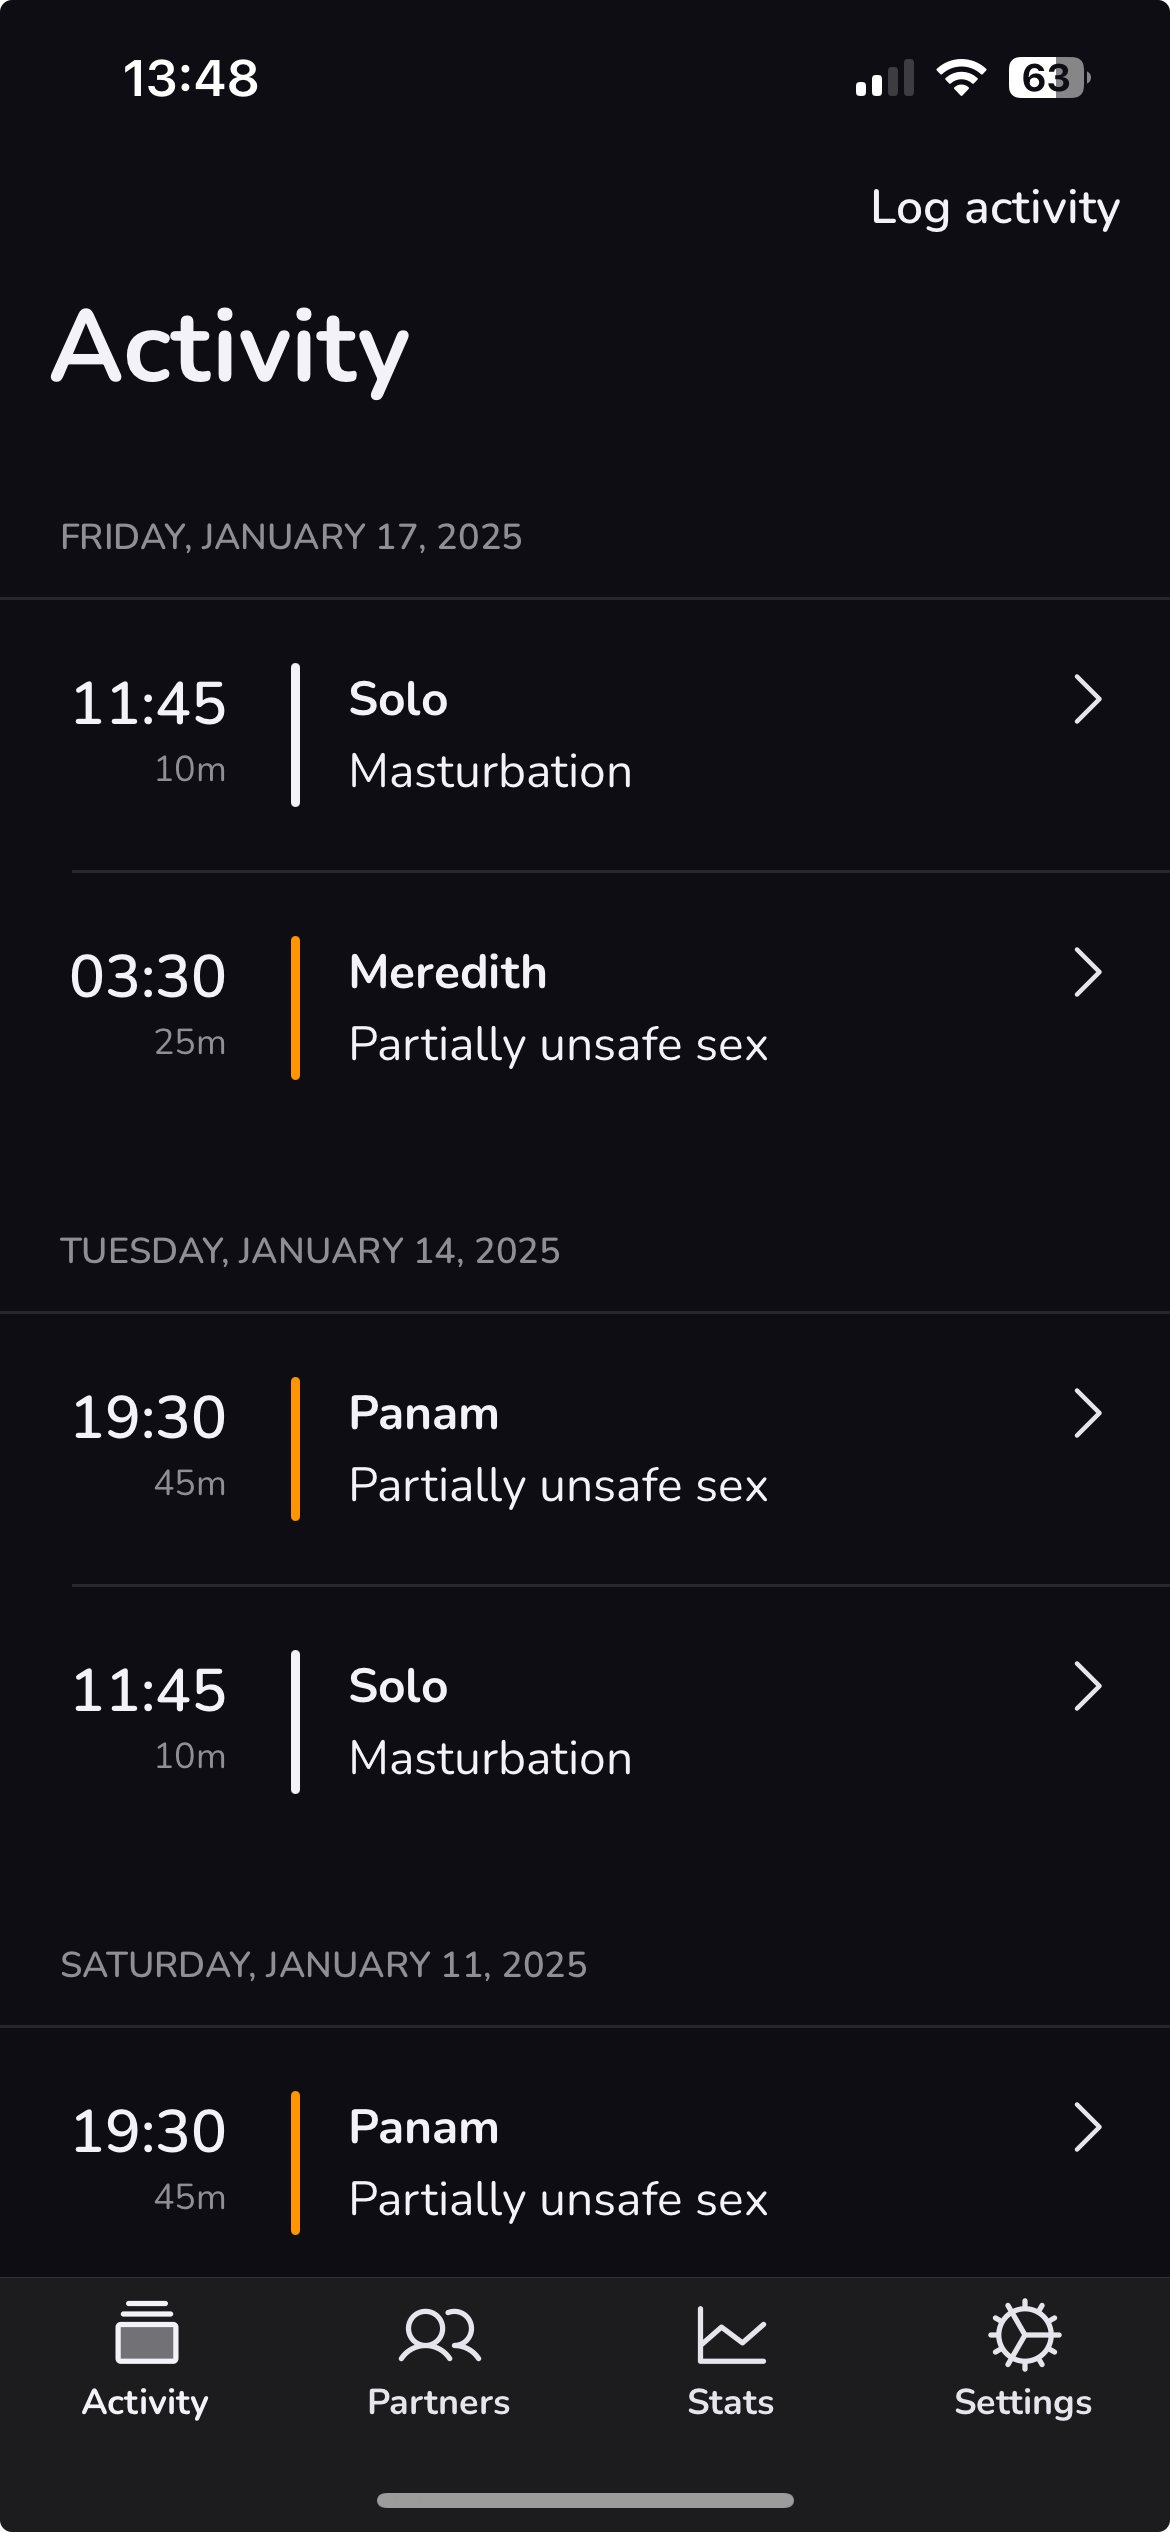 13:48
63
Log activity
Activity
FRIDAY, JANUARY 17, 2025
11:45
Solo
10m
Masturbation
03:30
Meredith
25m
Partially unsafe sex
TUESDAY, JANUARY 14, 2025
19:30
Panam
45m
Partially unsafe sex
11:45
Solo
10m
Masturbation
SATURDAY, JANUARY 11, 2025
19:30
Panam
45m
Partially unsafe sex
Activity
Partners
Stats
Settings